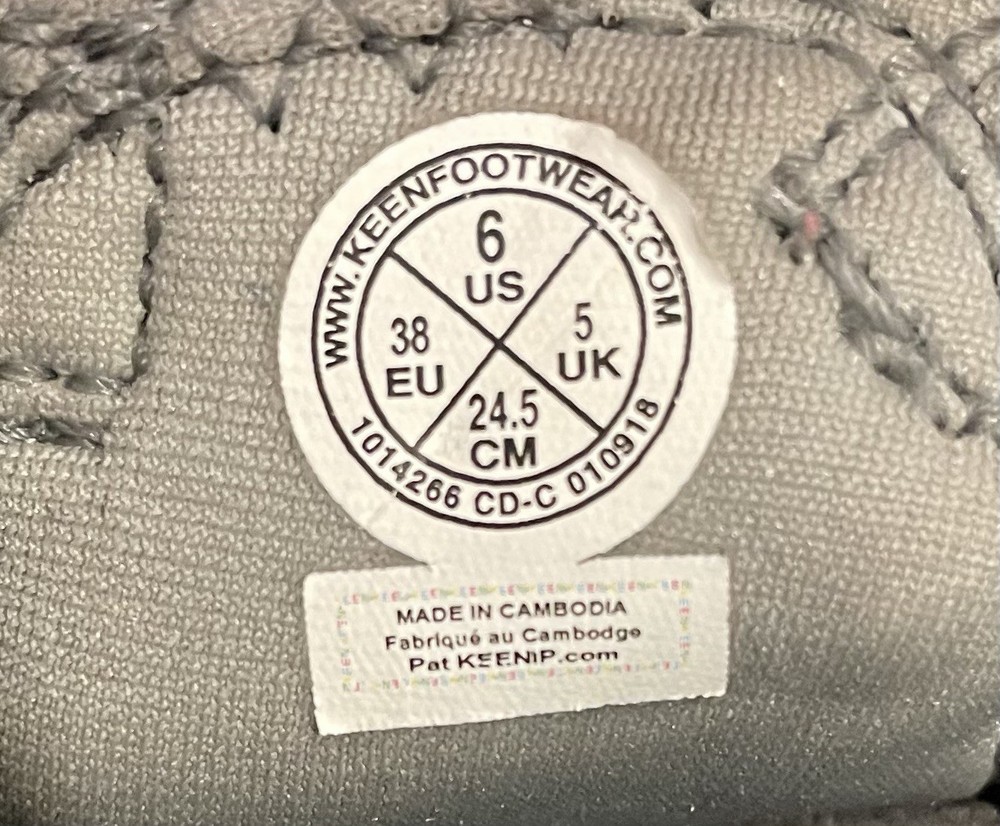 WWW.KEENFOOTWEAR.COM
6
US
38
EU
5
UK
24.5
CM
1014266 CD-C 010918
MADE IN CAMBODIA
Fabriqué au Cambodge
Pat KEENIP.com